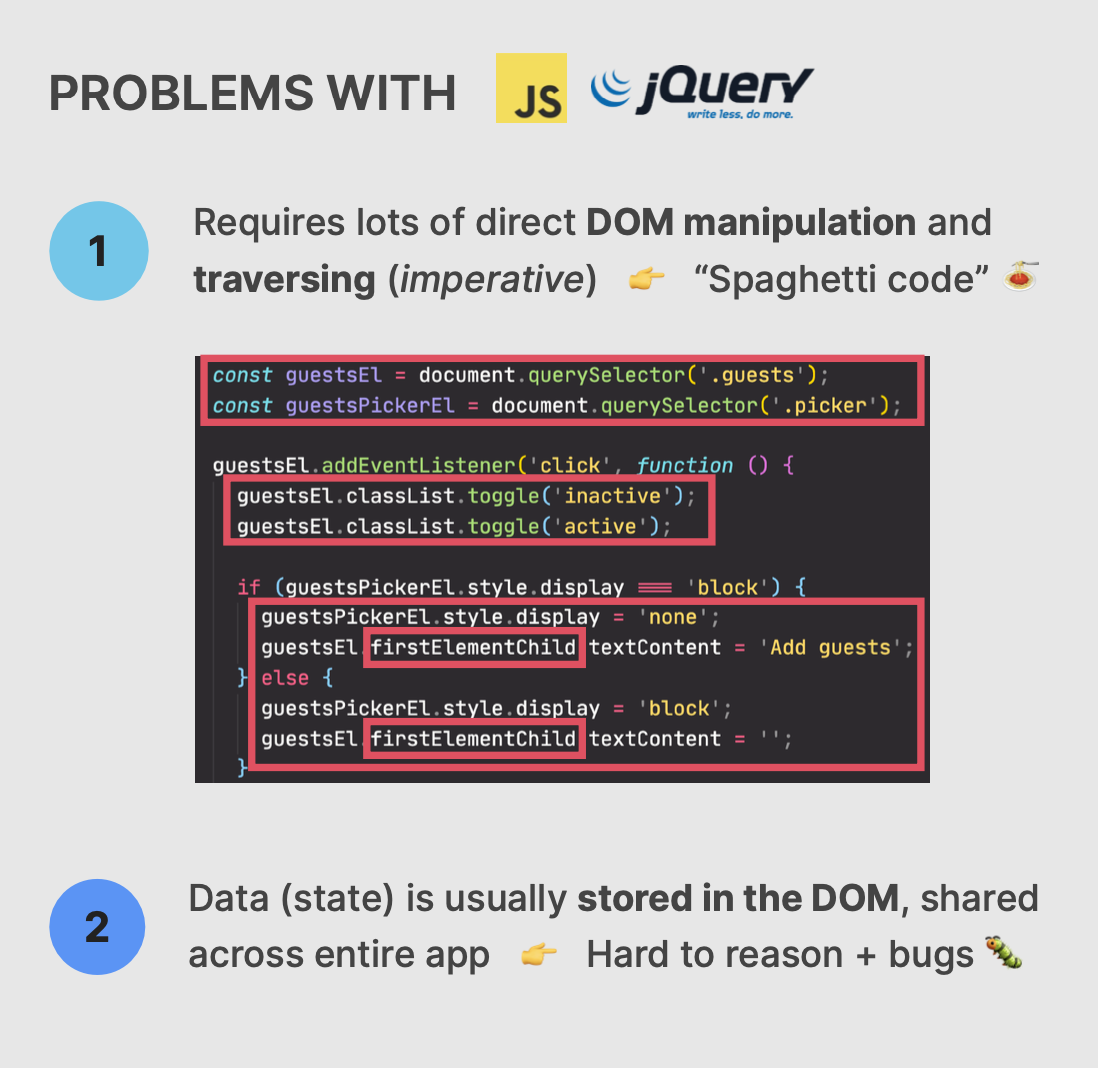 PROBLEMS WITH JS jQuery
write less, do more.
1
Requires lots of direct DOM manipulation and
traversing (imperative) 👉 “Spaghetti code” 🍝
const guestsEl = document.querySelector('.guests');
const guestsPickerEl = document.querySelector('.picker');
guestsEl.addEventListener('click', function () {
guestsEl.classList.toggle('inactive');
guestsEl.classList.toggle('active');
if (guestsPickerEl.style.display === 'block') {
guestsPickerEl.style.display = 'none';
guestsEl.firstElementChild.textContent = 'Add guests';
} else {
guestsPickerEl.style.display = 'block';
guestsEl.firstElementChild.textContent = '';
}
2
Data (state) is usually stored in the DOM, shared
across entire app 👉 Hard to reason + bugs 🐛